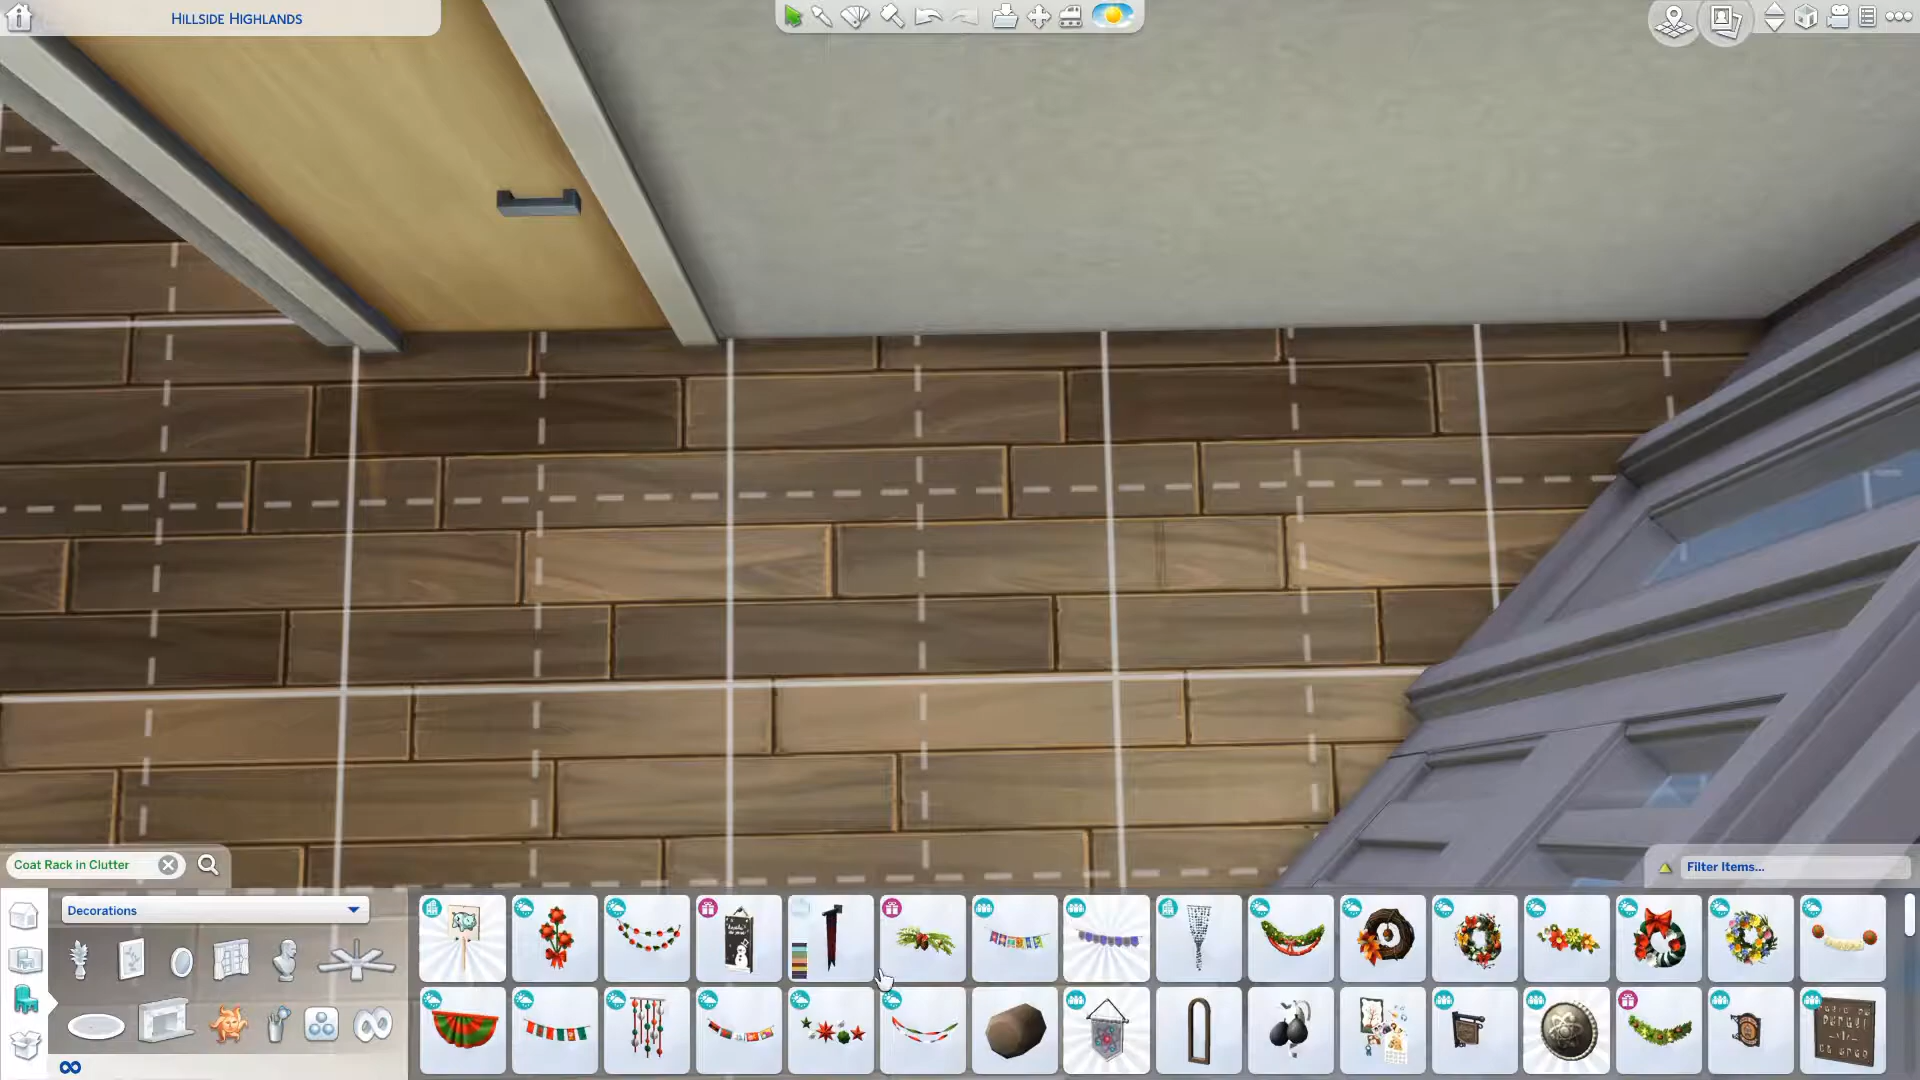 Hillside Highlands
Coat Rack in Clutter
Filter Items...
Decorations